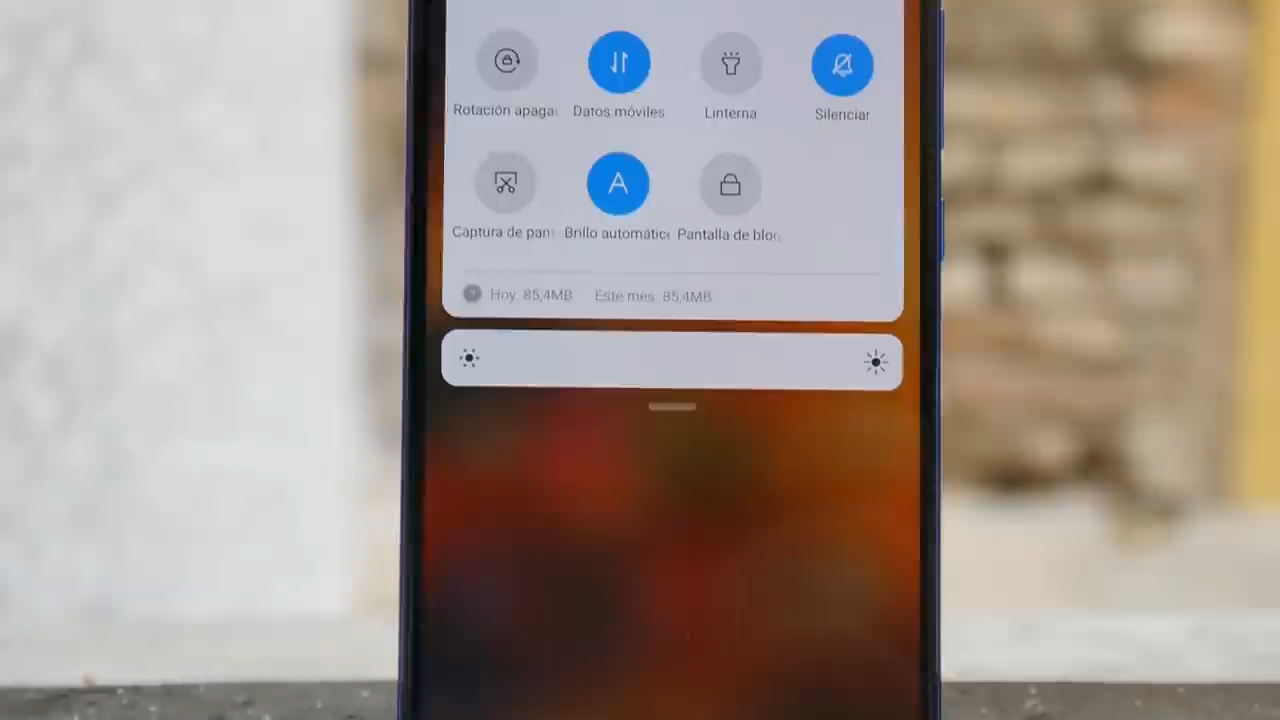 Rotación apaga
Datos móviles
Linterna
Silenciar
Captura de pan
Brillo automátic
Pantalla de blo
Hoy: 85,4MB Este mes: 85,4MB